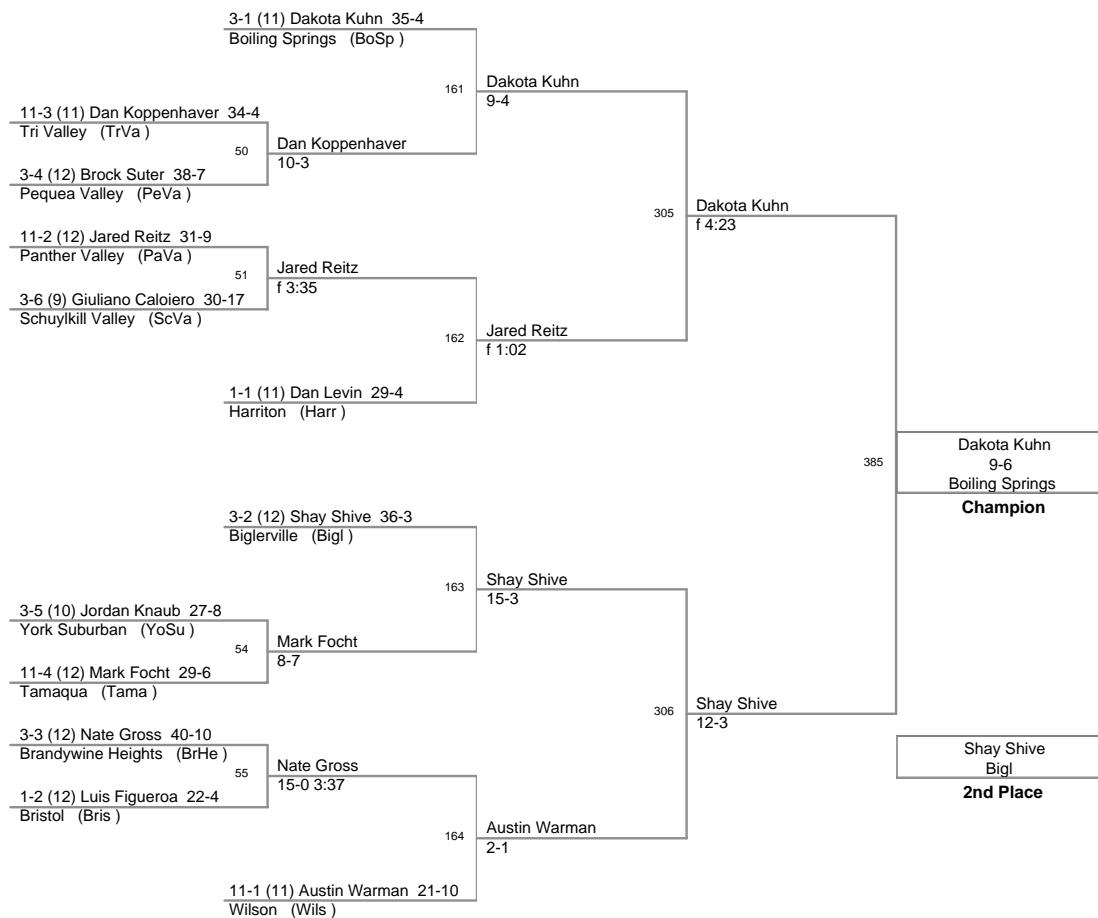 3-1 (11) Dakota Kuhn 35-4
Boiling Springs (BoSp )
161
Dakota Kuhn
9-4
11-3 (11) Dan Koppenhaver 34-4
Tri Valley (TrVa )
50
Dan Koppenhaver
10-3
3-4 (12) Brock Suter 38-7
Pequea Valley (PeVa )
305
Dakota Kuhn
f 4:23
11-2 (12) Jared Reitz 31-9
Panther Valley (PaVa )
51
Jared Reitz
f 3:35
3-6 (9) Giuliano Caloiero 30-17
Schuylkill Valley (ScVa )
162
Jared Reitz
f 1:02
1-1 (11) Dan Levin 29-4
Harriton (Harr )
385
Dakota Kuhn
9-6
Boiling Springs
Champion
3-2 (12) Shay Shive 36-3
Biglerville (Bigl )
163
Shay Shive
15-3
3-5 (10) Jordan Knaub 27-8
York Suburban (YoSu )
54
Mark Focht
8-7
11-4 (12) Mark Focht 29-6
Tamaqua (Tama )
306
Shay Shive
12-3
3-3 (12) Nate Gross 40-10
Brandywine Heights (BrHe )
55
Nate Gross
15-0 3:37
1-2 (12) Luis Figueroa 22-4
Bristol (Bris )
Shay Shive
Bigl
2nd Place
164
Austin Warman
2-1
11-1 (11) Austin Warman 21-10
Wilson (Wils )